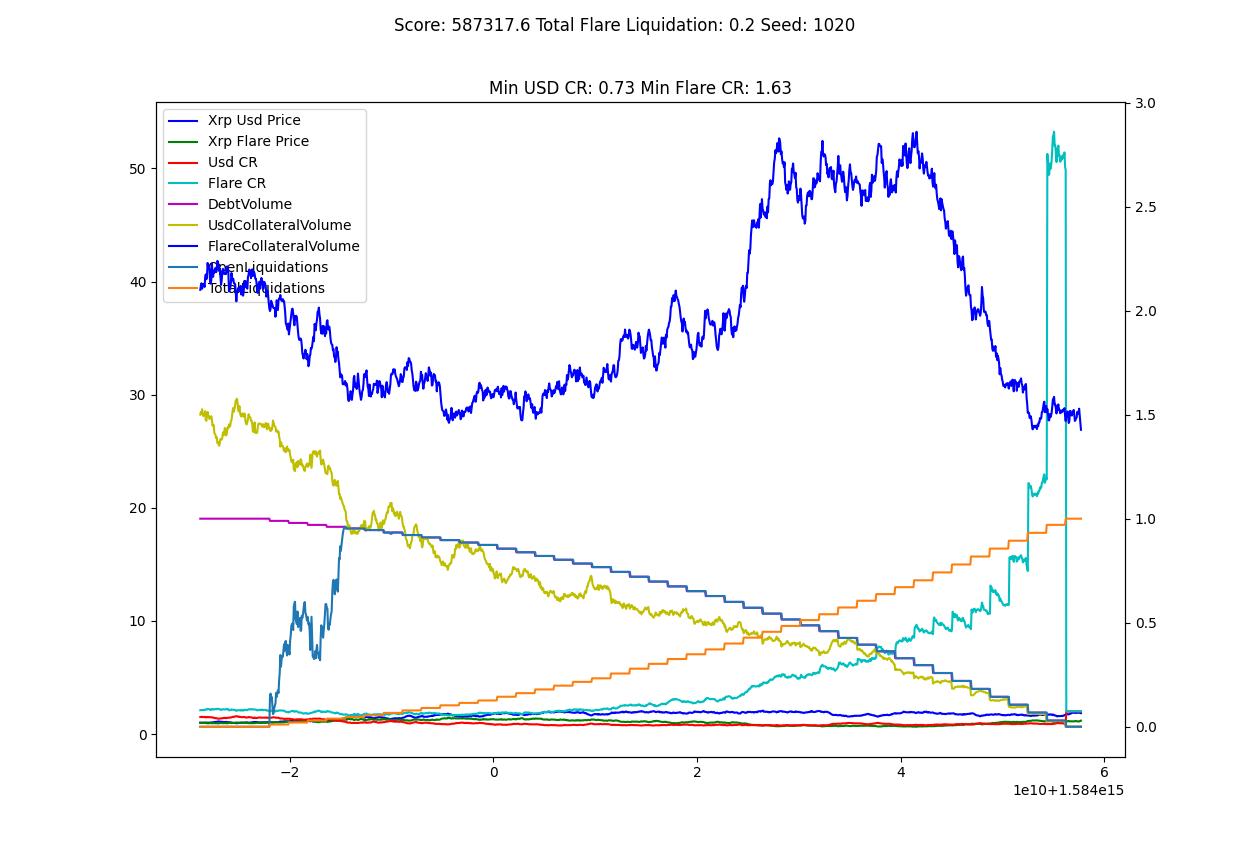 Score: 587317.6 Total Flare Liquidation: 0.2 Seed: 1020
Min USD CR: 0.73 Min Flare CR: 1.63
Xrp Usd Price
Xrp Flare Price
Usd CR
Flare CR
DebtVolume
UsdCollateralVolume
FlareCollateralVolume
OpenLiquidations
TotalLiquidations
50
40
30
20
10
0
3.0
2.5
2.0
1.5
1.0
0.5
0.0
−2
0
2
4
6
1e10+1.584e15